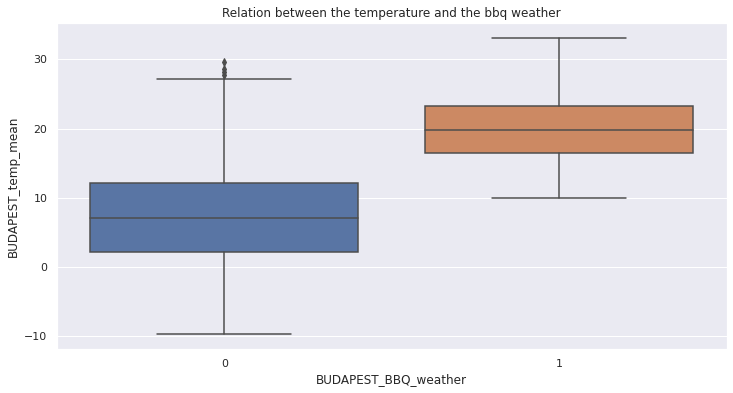 Relation between the temperature and the bbq weather
BUDAPEST_temp_mean
30
20
10
0
−10
0
1
BUDAPEST_BBQ_weather